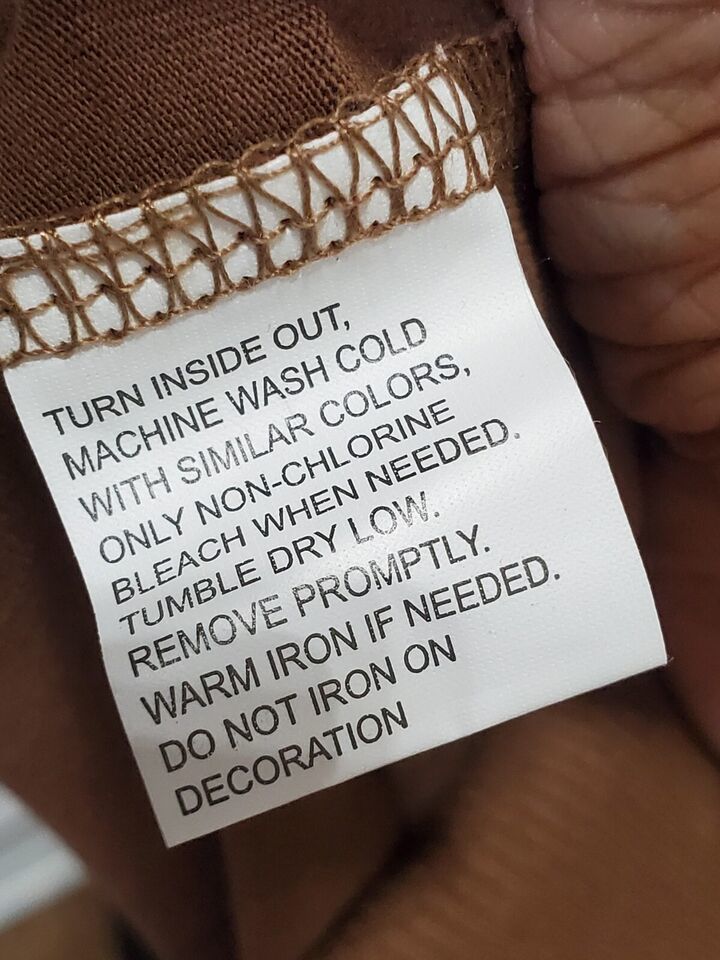 TURN INSIDE OUT,
MACHINE WASH COLD
WITH SIMILAR COLORS,
ONLY NON-CHLORINE
BLEACH WHEN NEEDED.
TUMBLE DRY LOW.
REMOVE PROMPTLY.
WARM IRON IF NEEDED.
DO NOT IRON ON
DECORATION